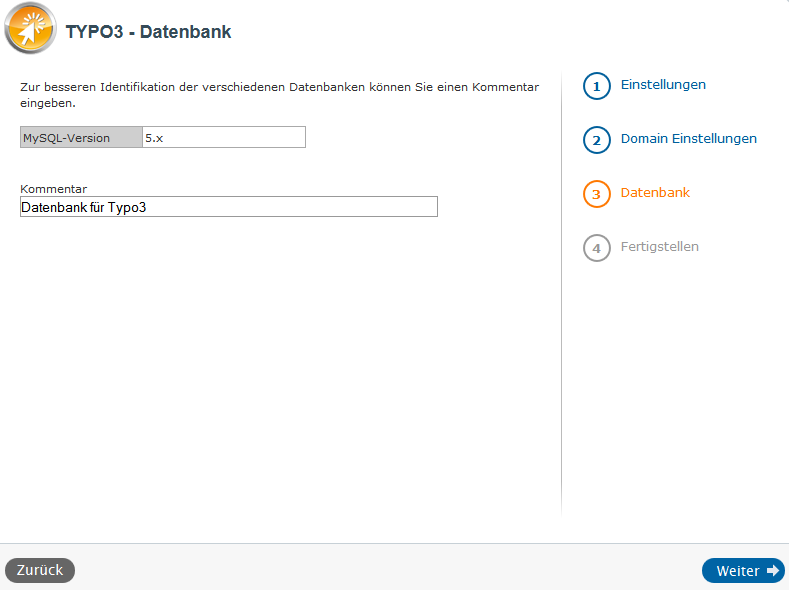 TYPO3 - Datenbank
Zur besseren Identifikation der verschiedenen Datenbanken können Sie einen Kommentar
eingeben.
MySQL-Version 5.x
Kommentar
Datenbank für Typo3
1 Einstellungen
2 Domain Einstellungen
3 Datenbank
4 Fertigstellen
Zurück
Weiter